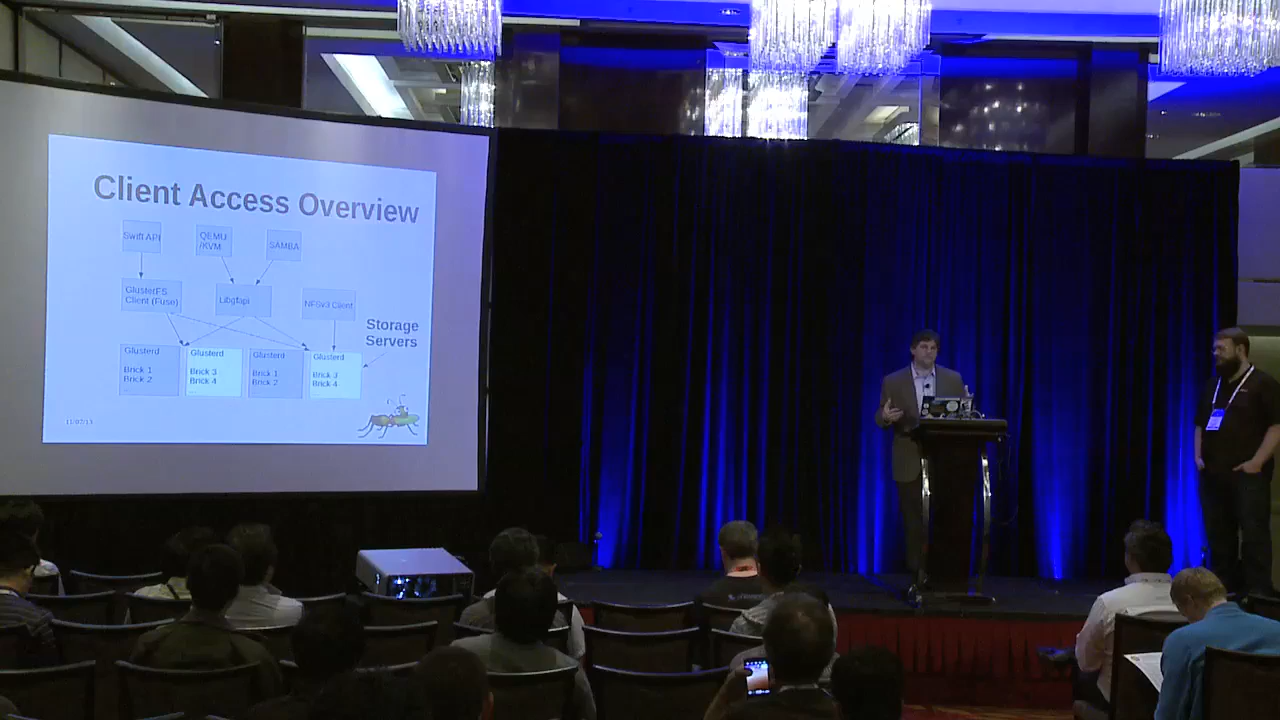 Client Access Overview
Swift API
QEMU
/KVM
SAMBA
GlusterFS
Client (Fuse)
Libgfapi
NFSv3 Client
Storage
Servers
Glusterd
Brick 1
Brick 2
Glusterd
Brick 3
Brick 4
Glusterd
Brick 1
Brick 2
Glusterd
Brick 3
Brick 4